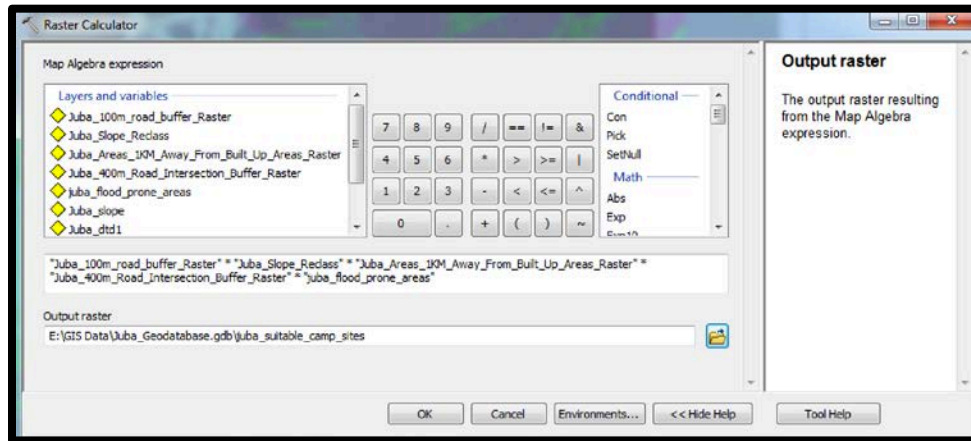 Raster Calculator
Map Algebra expression
Layers and variables
Juba_100m_road_buffer_Raster
Juba_Slope_Reclass
Juba_Areas_1KM_Away_From_Built_Up_Areas_Raster
Juba_400m_Road_Intersection_Buffer_Raster
juba_flood_prone_areas
Juba_slope
Juba_dtd1
7 8 9 / == != &
4 5 6 * > >= |
1 2 3 - < <= ^
0 . + ( ) ~
Conditional
Con
Pick
SetNull
Math
Abs
Exp
Exp10
"Juba_100m_road_buffer_Raster" * "Juba_Slope_Reclass" * "Juba_Areas_1KM_Away_From_Built_Up_Areas_Raster" *
"Juba_400m_Road_Intersection_Buffer_Raster" * "juba_flood_prone_areas"
Output raster
E:\GIS Data\Juba_Geodatabase.gdb\juba_suitable_camp_sites
OK Cancel Environments... << Hide Help Tool Help
Output raster
The output raster resulting
from the Map Algebra
expression.